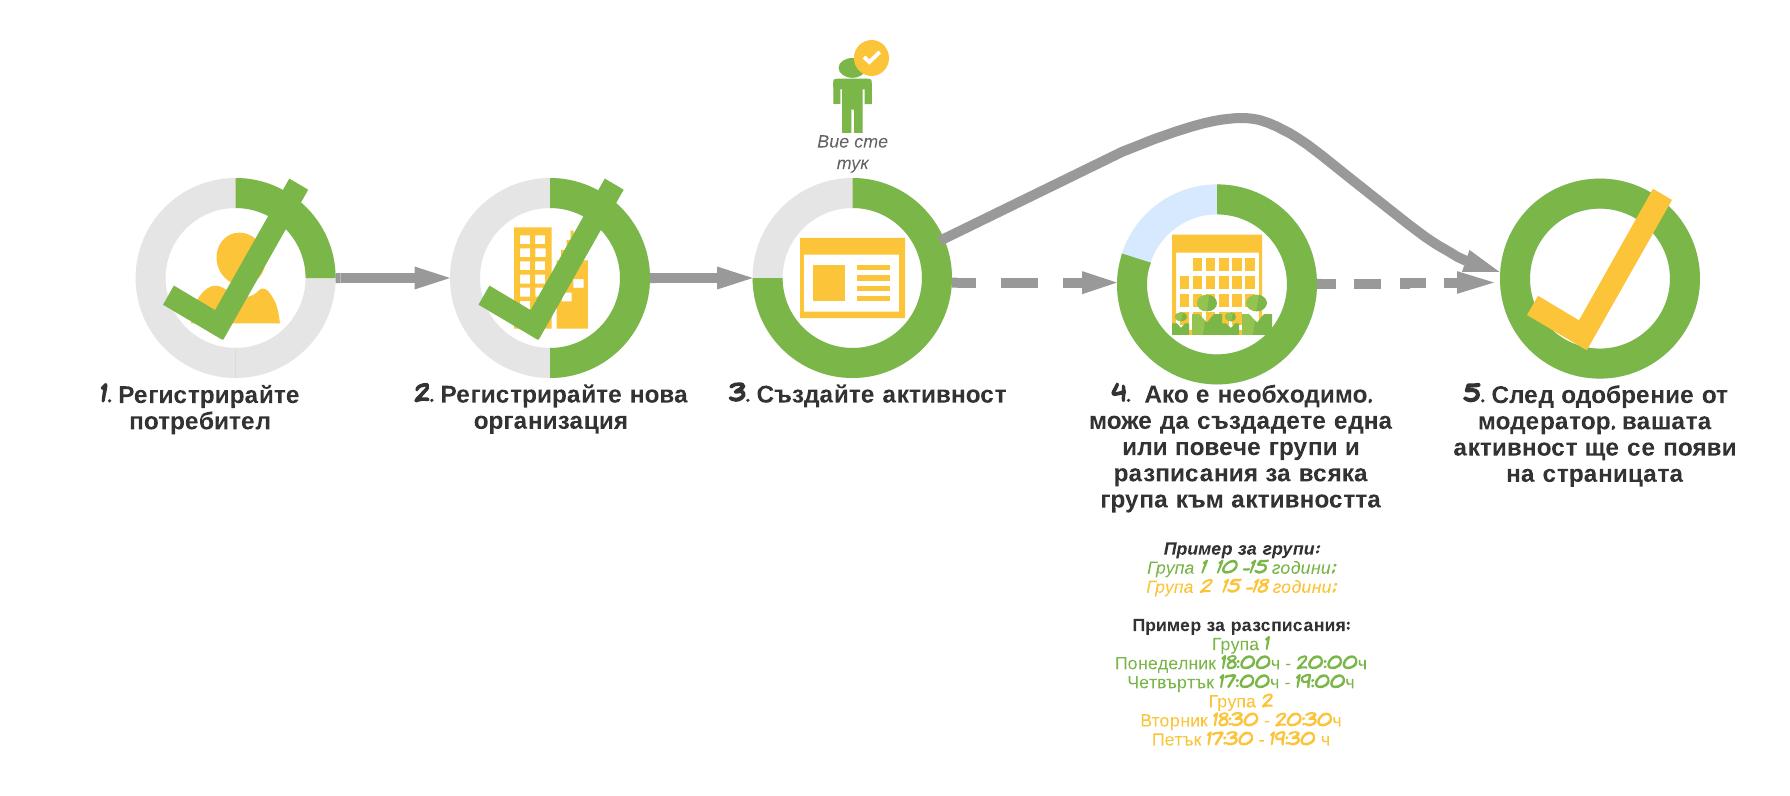 Вие сте
тук
1. Регистрирайте
потребител
2. Регистрирайте нова
организация
3. Създайте активност
4. Ако е необходимо,
може да създадете една
или повече групи и
разписания за всяка
група към активността
5. След одобрение от
модератор, вашата
активност ще се появи
на страницата
Пример за групи:
Група 1 10 -15 години;
Група 2 15 -18 години;
Пример за разсписания:
Група 1
Понеделник 18:00ч - 20:00ч
Четвъртък 17:00ч - 19:00ч
Група 2
Вторник 18:30 - 20:30ч
Петък 17:30 - 19:30 ч